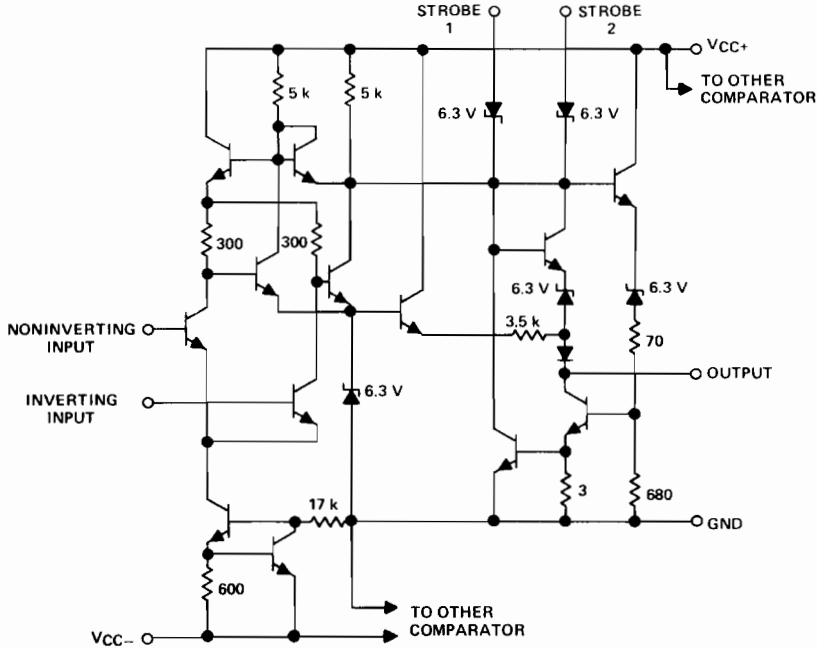 STROBE
1
STROBE
2
VCC+
TO OTHER
COMPARATOR
5 k
5 k
6.3 V
6.3 V
300
300
6.3 V
6.3 V
NONINVERTING
INPUT
3.5 k
70
INVERTING
INPUT
6.3 V
OUTPUT
17 k
3
680
GND
600
TO OTHER
COMPARATOR
VCC–